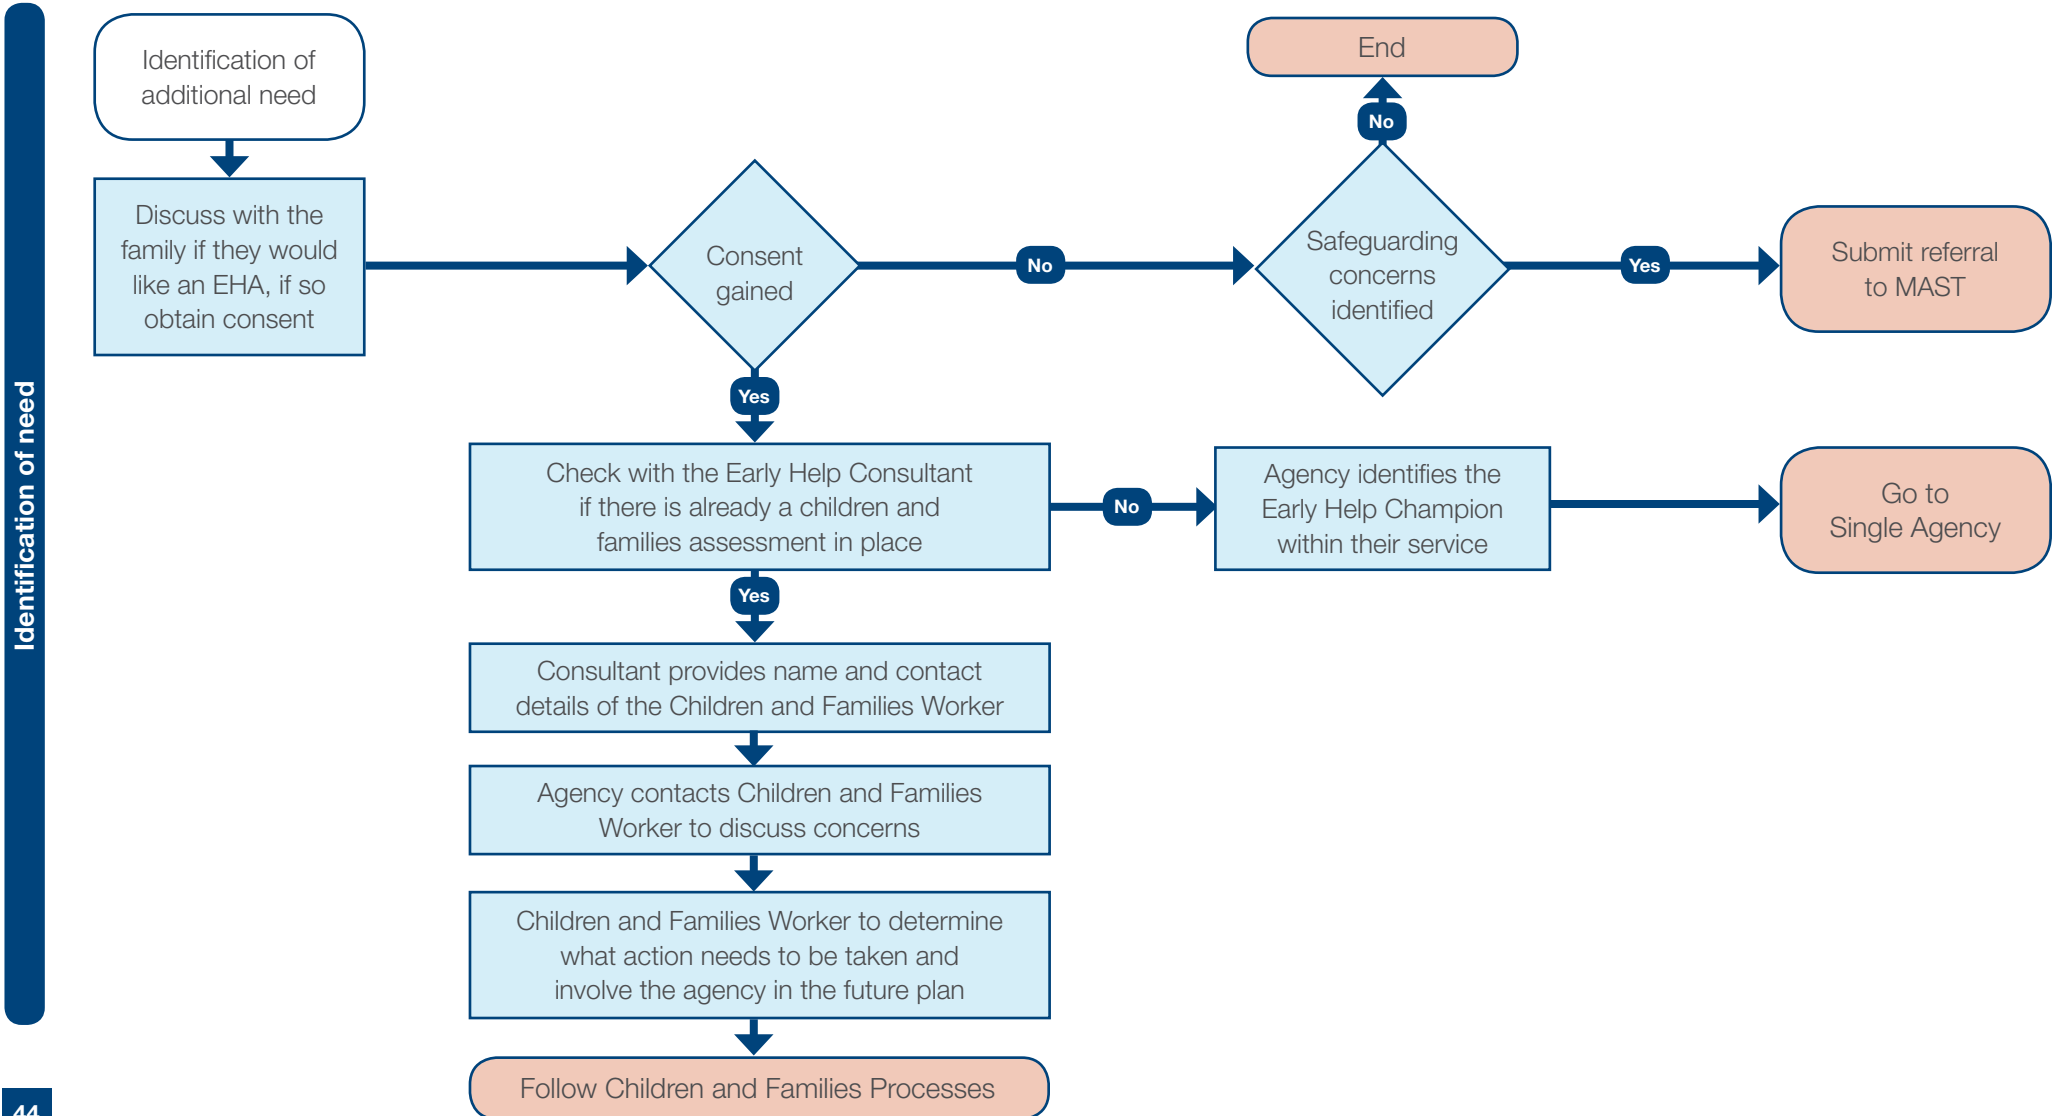 Identification of need
Identification of
additional need
Discuss with the
family if they would
like an EHA, if so
obtain consent
Consent
gained
No
Safeguarding
concerns
identified
No
End
Yes
Submit referral
to MAST
Yes
Check with the Early Help Consultant
if there is already a children and
families assessment in place
No
Agency identifies the
Early Help Champion
within their service
Go to
Single Agency
Yes
Consultant provides name and contact
details of the Children and Families Worker
Agency contacts Children and Families
Worker to discuss concerns
Children and Families Worker to determine
what action needs to be taken and
involve the agency in the future plan
Follow Children and Families Processes
44